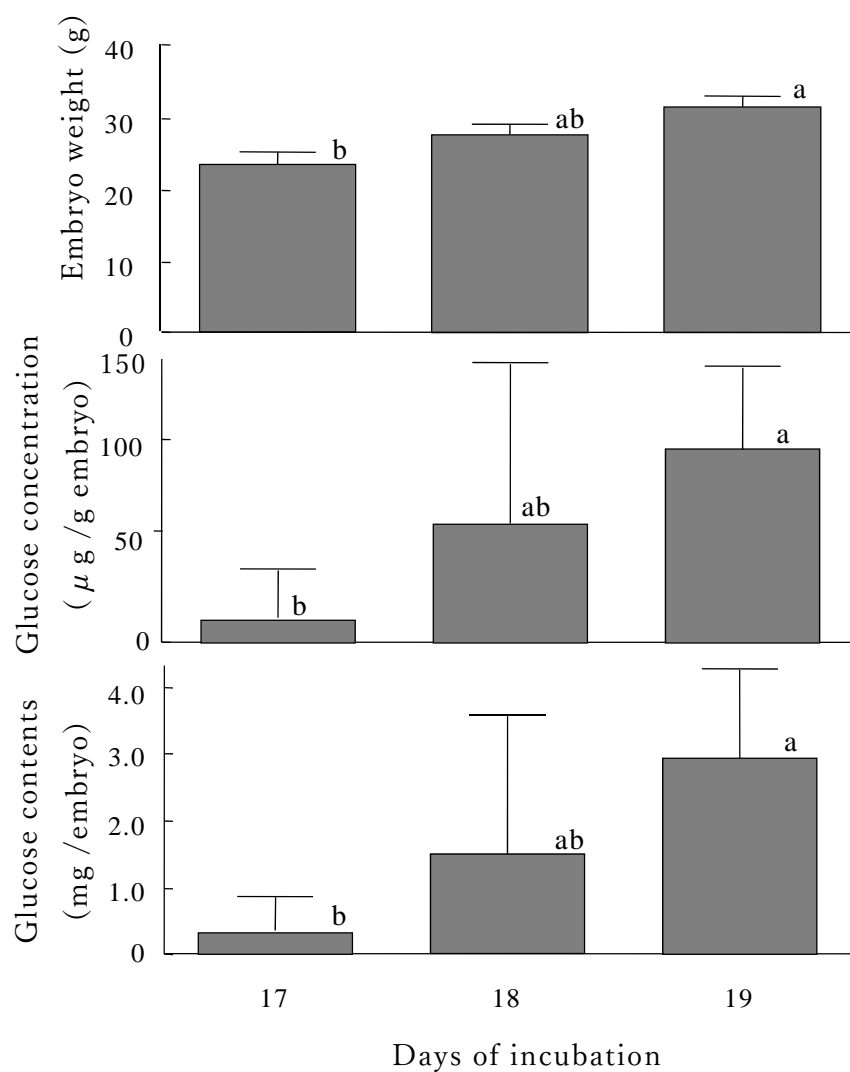 Embryo weight (g)
40
30
20
10
0
b
ab
a
Glucose concentration
(μg/g embryo)
150
100
50
0
b
ab
a
Glucose contents
(mg/embryo)
4.0
3.0
2.0
1.0
0
b
ab
a
17 18 19
Days of incubation